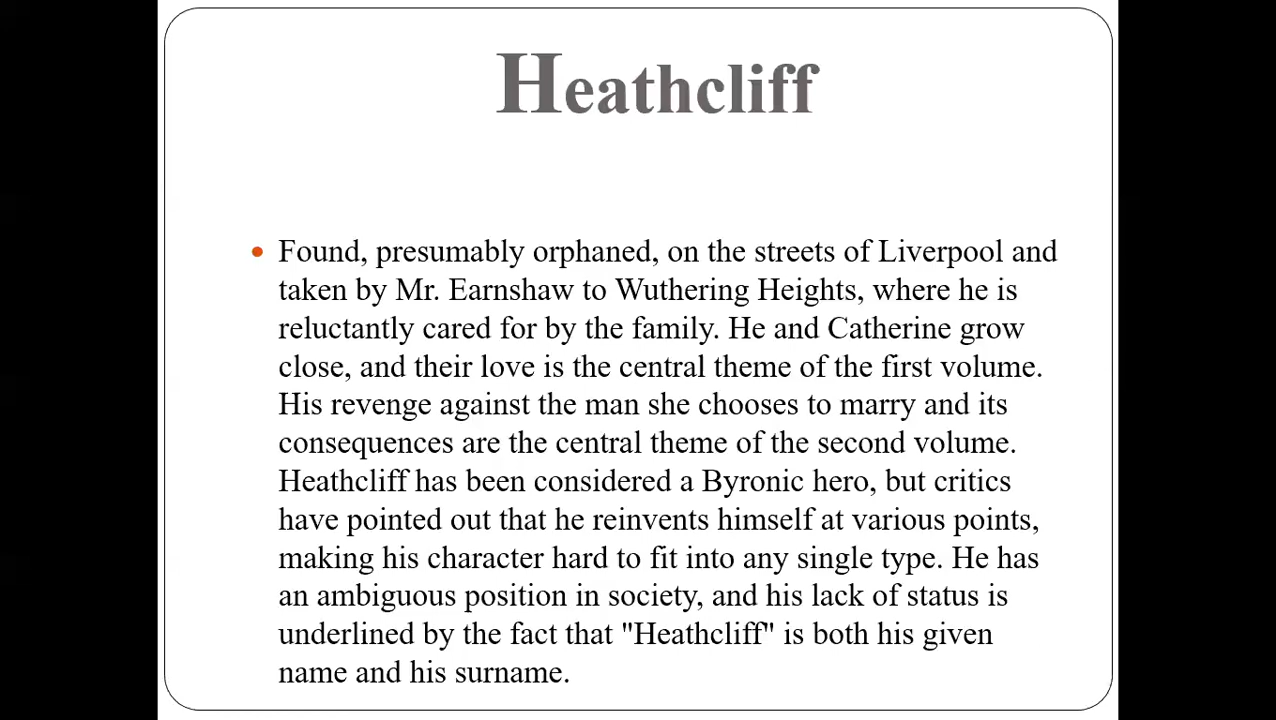 Heathcliff
• Found, presumably orphaned, on the streets of Liverpool and
taken by Mr. Earnshaw to Wuthering Heights, where he is
reluctantly cared for by the family. He and Catherine grow
close, and their love is the central theme of the first volume.
His revenge against the man she chooses to marry and its
consequences are the central theme of the second volume.
Heathcliff has been considered a Byronic hero, but critics
have pointed out that he reinvents himself at various points,
making his character hard to fit into any single type. He has
an ambiguous position in society, and his lack of status is
underlined by the fact that "Heathcliff" is both his given
name and his surname.